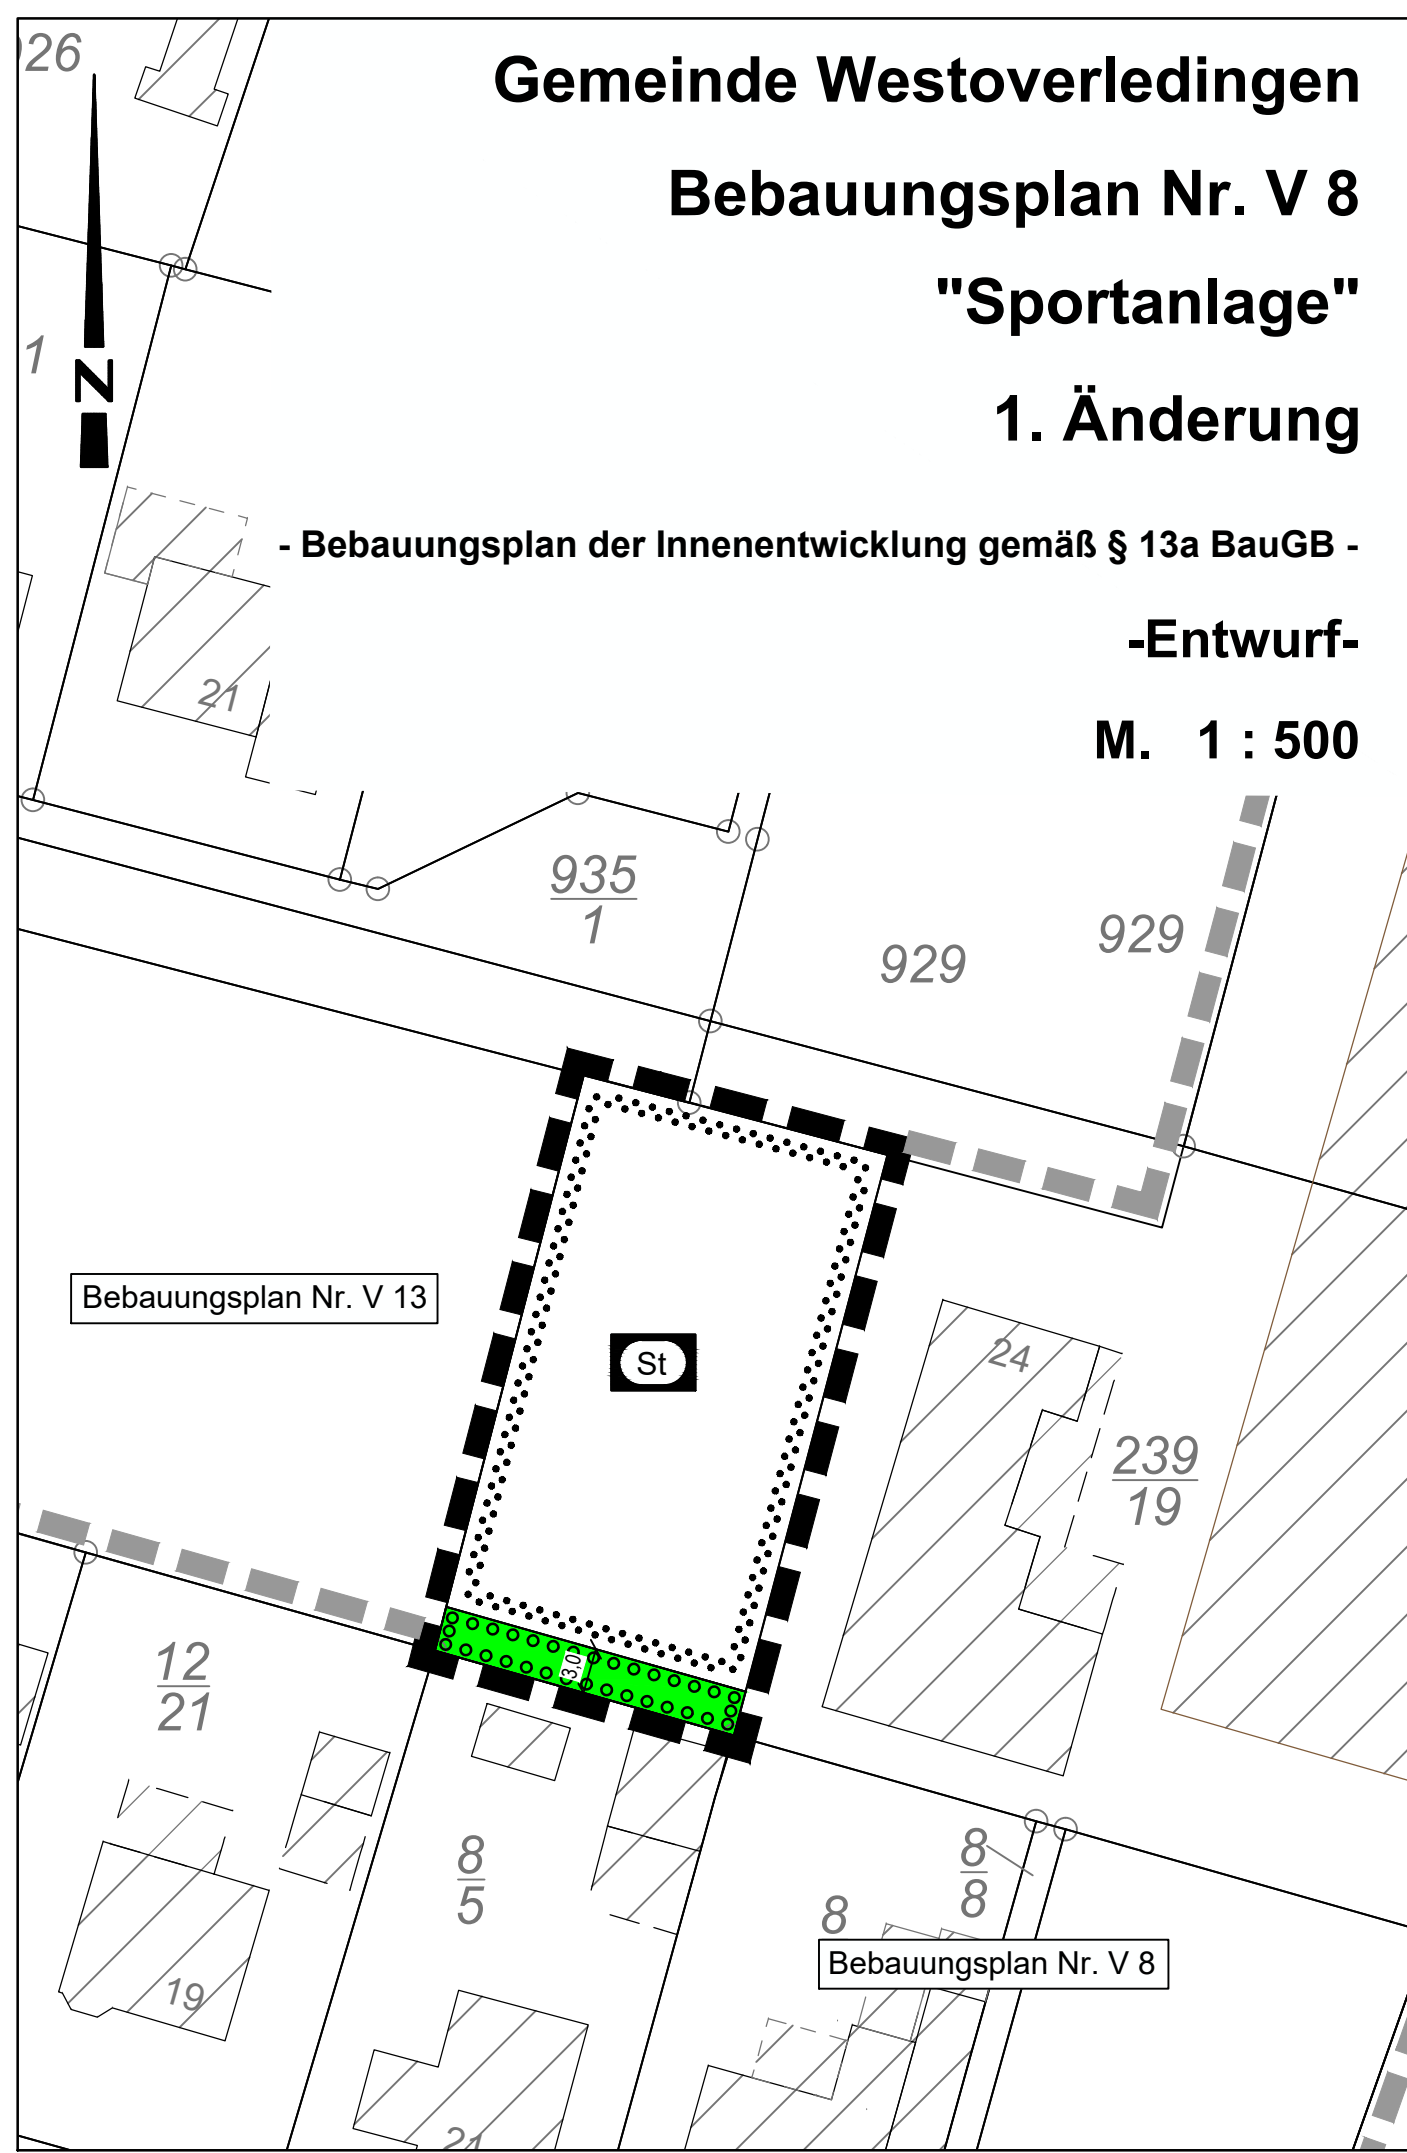 Gemeinde Westoverledingen
Bebauungsplan Nr. V 8
"Sportanlage"
1. Änderung
- Bebauungsplan der Innenentwicklung gemäß § 13a BauGB -
-Entwurf-
M. 1 : 500
26
1
N
21
935
1
929
929
Bebauungsplan Nr. V 13
St
24
239
19
3,0
12
21
8
5
8
8
8
Bebauungsplan Nr. V 8
19
21